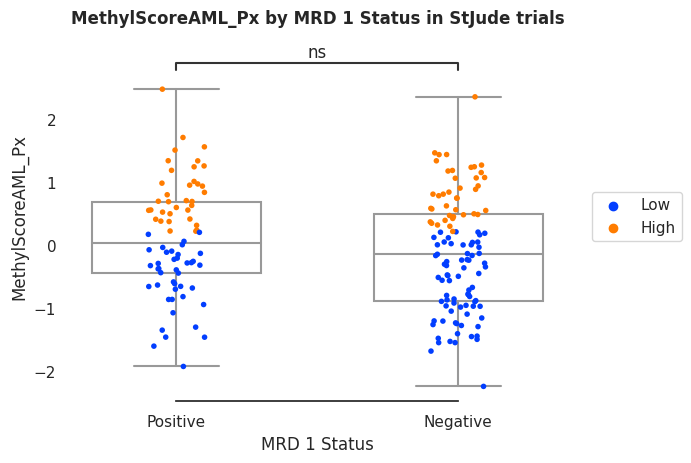 MethylScoreAML_Px by MRD 1 Status in StJude trials
ns
MethylScoreAML_Px
2
1
0
−1
−2
Low
High
Positive
Negative
MRD 1 Status